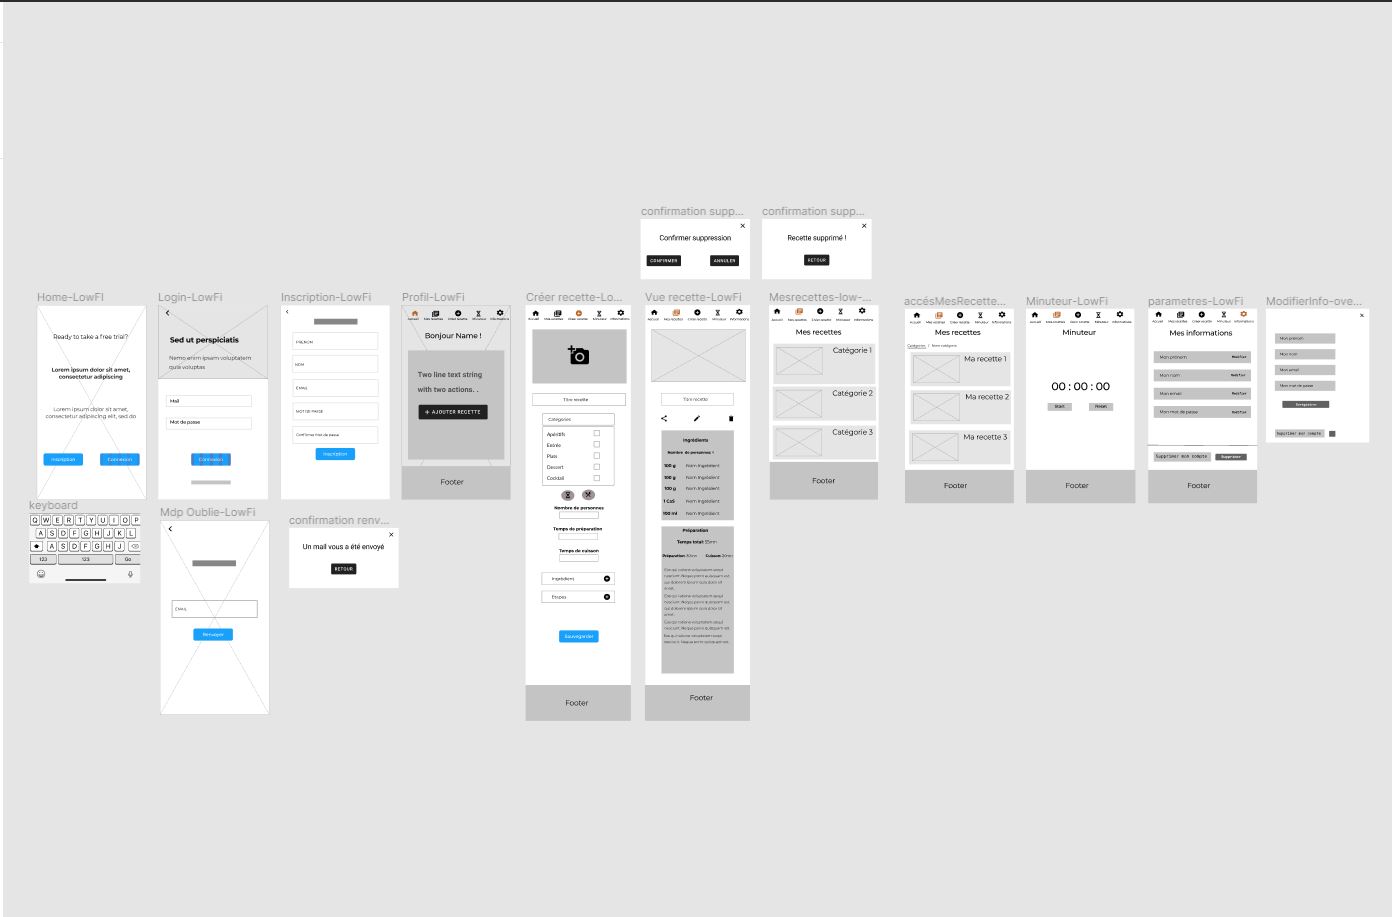 confirmation supp...
Confirmer suppression
CONFIRMER
ANNULER
confirmation supp...
Recette supprimé !
RETOUR
Home-LowFI
Ready to take a free trial?
Lorem ipsum dolor sit amet,
consectetur adipiscing
Lorem ipsum dolor sit amet,
consectetur adipiscing elit, sed do
Inscription
Connexion
Login-LowFi
Sed ut perspiciatis
Nemo enim ipsam voluptatem
quia voluptas
Mail
Mot de passe
Connexion
Inscription-LowFi
PRENOM
NOM
EMAIL
MOT DE PASSE
Confirmez mot de passe
Inscription
Profil-LowFi
Accueil
Mes recettes
Créer recette
Minuteur
Informations
Bonjour Name !
Two line text string
with two actions. .
+ AJOUTER RECETTE
Footer
Créer recette-Lo...
Accueil
Mes recettes
Créer recette
Minuteur
Informations
Titre recette
Catégories
Apéritifs
Entrée
Plats
Dessert
Cocktail
Nombre de personnes
Temps de préparation
Temps de cuisson
Ingrédient
Etapes
Sauvegarder
Footer
Vue recette-LowFi
Accueil
Mes recettes
Créer recette
Minuteur
Informations
Titre recette
Ingrédients
Nombre de personnes
100 g Nom Ingrédient
100 g Nom Ingrédient
100 g Nom Ingrédient
1 CaS Nom Ingrédient
100 ml Nom Ingrédient
Préparation
Temps total: 55mn
Préparation Cuisson
Footer
Mesrecettes-low-...
Accueil
Mes recettes
Créer recette
Minuteur
Informations
Mes recettes
Catégorie 1
Catégorie 2
Catégorie 3
Footer
accésMesRecette...
Accueil
Mes recettes
Créer recette
Minuteur
Informations
Mes recettes
Catégories / Nom catégorie
Ma recette 1
Ma recette 2
Ma recette 3
Footer
Minuteur-LowFi
Accueil
Mes recettes
Créer recette
Minuteur
Informations
Minuteur
00 : 00 : 00
Start
Reset
Footer
parametres-LowFi
Accueil
Mes recettes
Créer recette
Minuteur
Informations
Mes informations
Mon prénom Modifier
Mon nom Modifier
Mon email Modifier
Mon mot de passe Modifier
Supprimer mon compte
Supprimer
Footer
ModifierInfo-ove...
Mon prenom
Mon nom
Mon email
Mon mot de passe
Enregistrer
Supprimer mon compte
keyboard
Q W E R T Y U I O P
A S D F G H J K L
A S D F G H J
123 123 Go
Mdp Oublie-LowFi
EMAIL
Renvoyer
confirmation renv...
Un mail vous a été envoyé
RETOUR